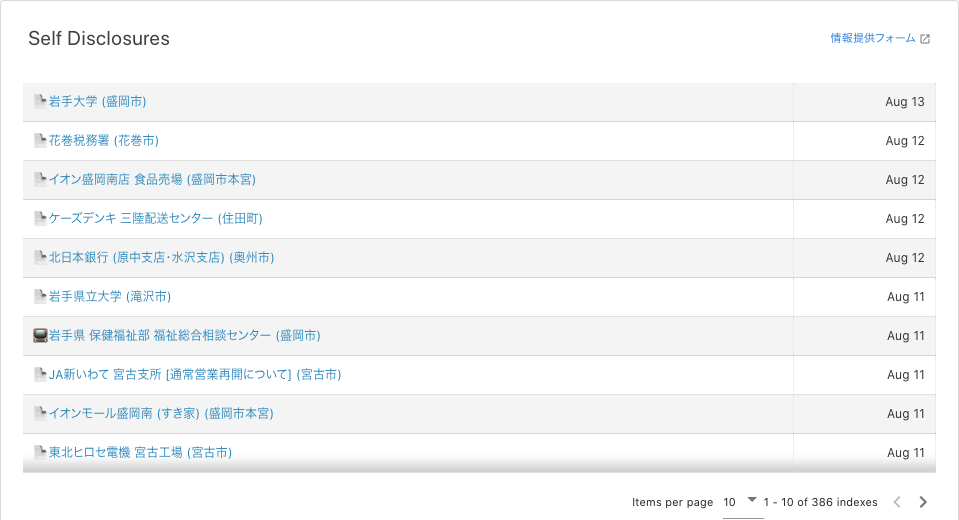 Self Disclosures
情報提供フォーム
岩手大学 (盛岡市) Aug 13
花巻税務署 (花巻市) Aug 12
イオン盛岡南店 食品売場 (盛岡市本宮) Aug 12
ケーズデンキ 三陸配送センター (住田町) Aug 12
北日本銀行 (原中支店･水沢支店) (奥州市) Aug 12
岩手県立大学 (滝沢市) Aug 11
岩手県 保健福祉部 福祉総合相談センター (盛岡市) Aug 11
JA新いわて 宮古支所 [通常営業再開について] (宮古市) Aug 11
イオンモール盛岡南 (すき家) (盛岡市本宮) Aug 11
東北ヒロセ電機 宮古工場 (宮古市) Aug 11
Items per page 10 1 - 10 of 386 indexes